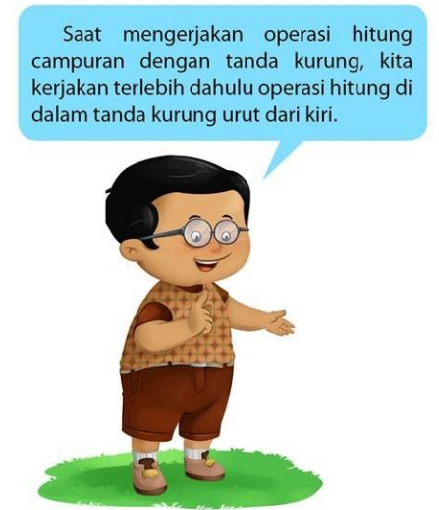 Saat mengerjakan operasi hitung
campuran dengan tanda kurung, kita
kerjakan terlebih dahulu operasi hitung di
dalam tanda kurung urut dari kiri.